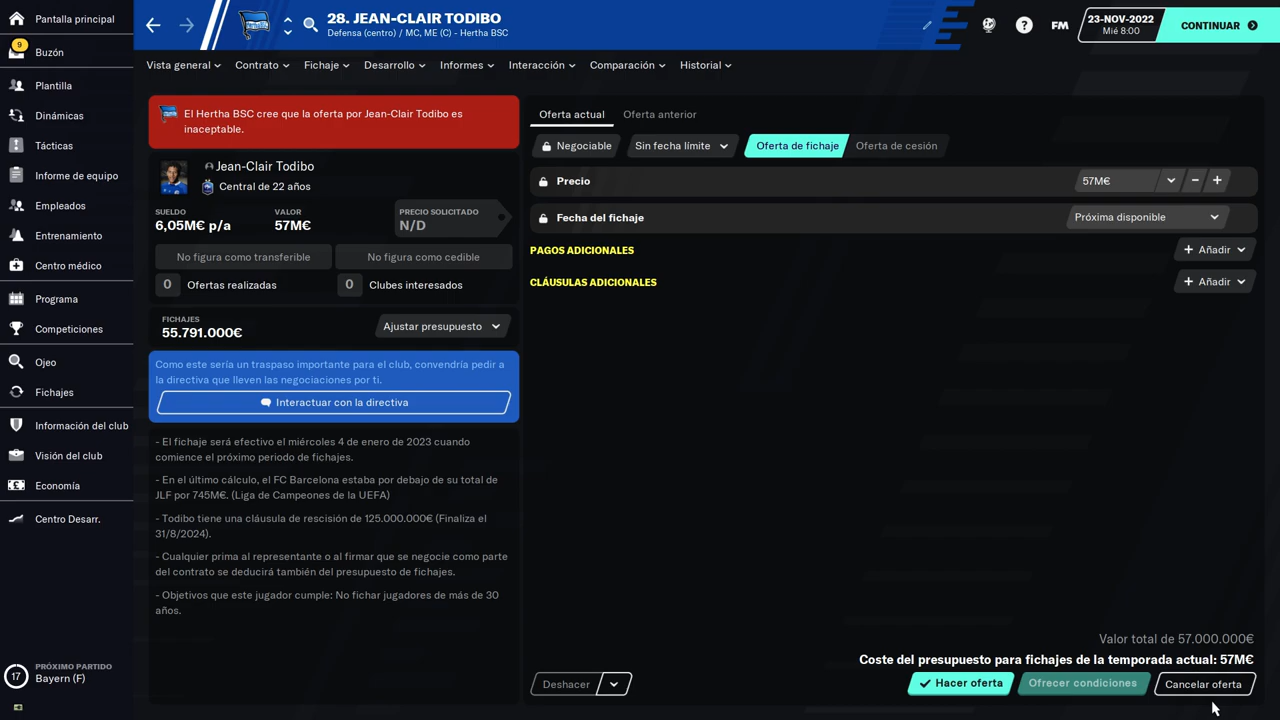 Pantalla principal
9
Buzón
Plantilla
Dinámicas
Tácticas
Informe de equipo
Empleados
Entrenamiento
Centro médico
Programa
Competiciones
Ojeo
Fichajes
Información del club
Visión del club
Economía
Centro Desarr.
17
PRÓXIMO PARTIDO
Bayern (F)
28. JEAN-CLAIR TODIBO
Defensa (centro) / MC, ME (C) - Hertha BSC
FM
23-NOV-2022
Mié 8:00
CONTINUAR
Vista general
Contrato
Fichaje
Desarrollo
Informes
Interacción
Comparación
Historial
El Hertha BSC cree que la oferta por Jean-Clair Todibo es
inaceptable.
Jean-Clair Todibo
Central de 22 años
SUELDO
6,05M€ p/a
VALOR
57M€
PRECIO SOLICITADO
N/D
No figura como transferible
No figura como cedible
0 Ofertas realizadas
0 Clubes interesados
FICHAJES
55.791.000€
Ajustar presupuesto
Como este sería un traspaso importante para el club, convendría pedir a
la directiva que lleven las negociaciones por ti.
Interactuar con la directiva
- El fichaje será efectivo el miércoles 4 de enero de 2023 cuando
comience el próximo periodo de fichajes.
- En el último cálculo, el FC Barcelona estaba por debajo de su total de
JLF por 745M€. (Liga de Campeones de la UEFA)
- Todibo tiene una cláusula de rescisión de 125.000.000€ (Finaliza el
31/8/2024).
- Cualquier prima al representante o al firmar que se negocie como parte
del contrato se deducirá también del presupuesto de fichajes.
- Objetivos que este jugador cumple: No fichar jugadores de más de 30
años.
Oferta actual
Oferta anterior
Negociable
Sin fecha límite
Oferta de fichaje
Oferta de cesión
Precio
57M€
- +
Fecha del fichaje
Próxima disponible
PAGOS ADICIONALES
+ Añadir
CLÁUSULAS ADICIONALES
+ Añadir
Valor total de 57.000.000€
Coste del presupuesto para fichajes de la temporada actual: 57M€
Deshacer
Hacer oferta
Ofrecer condiciones
Cancelar oferta